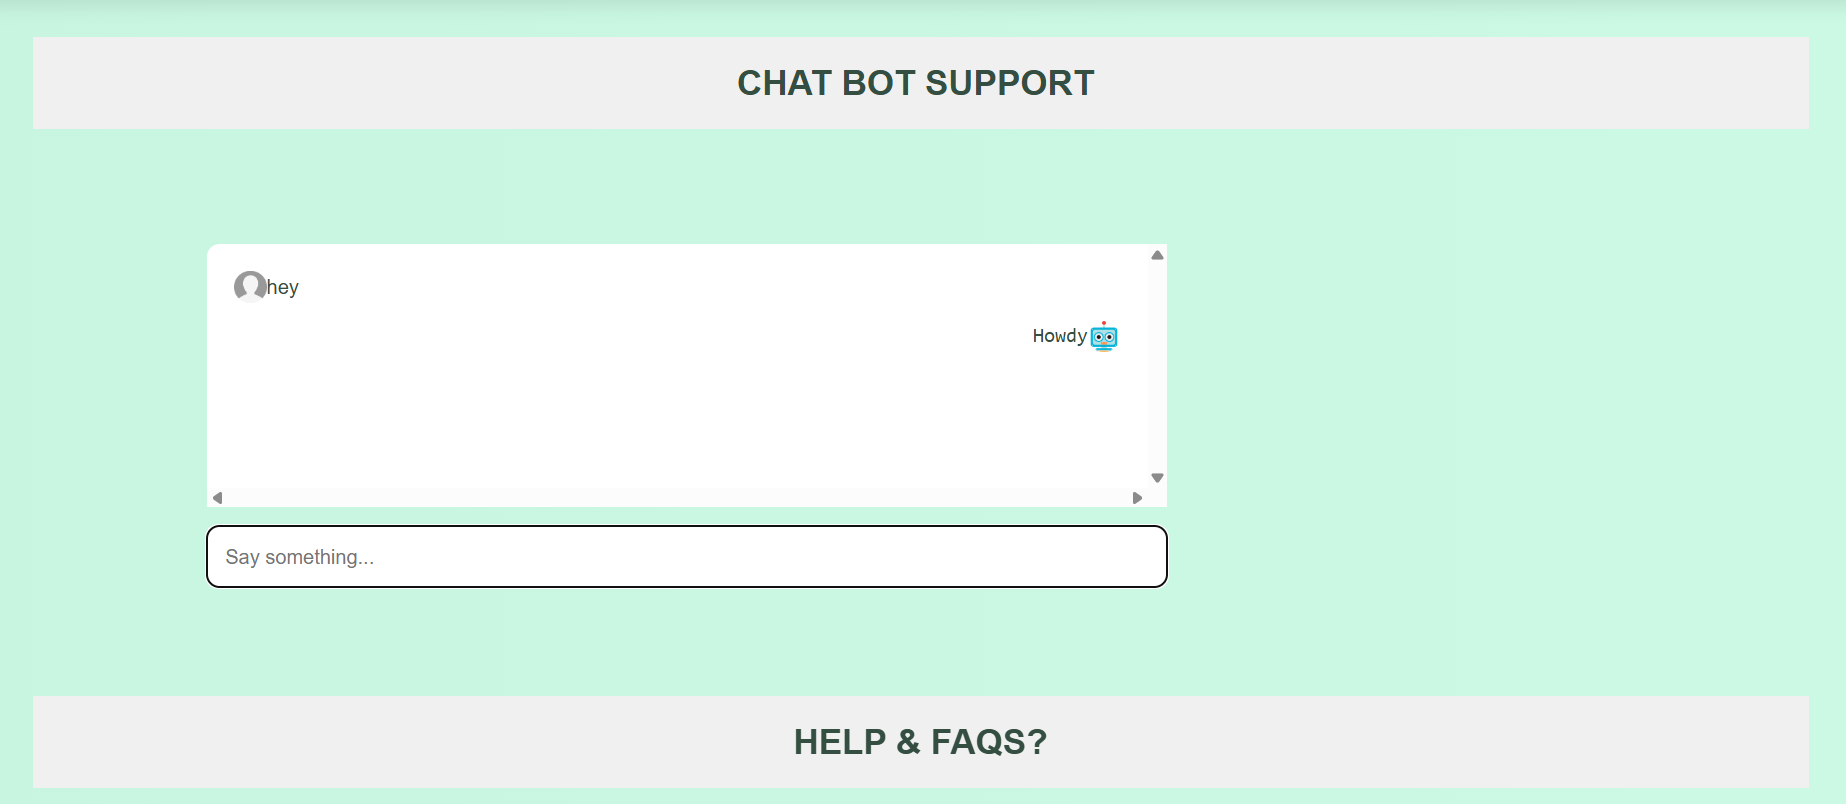 CHAT BOT SUPPORT
hey
Howdy
Say something...
HELP & FAQS?